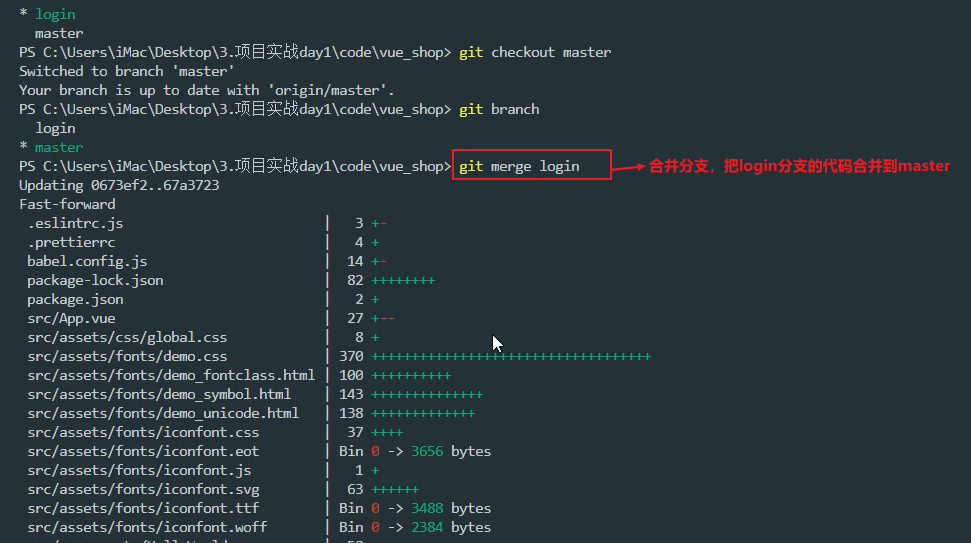 * login
master
PS C:\Users\iMac\Desktop\3.项目实战day1\code\vue_shop> git checkout master
Switched to branch 'master'
Your branch is up to date with 'origin/master'.
PS C:\Users\iMac\Desktop\3.项目实战day1\code\vue_shop> git branch
login
* master
PS C:\Users\iMac\Desktop\3.项目实战day1\code\vue_shop> git merge login 合并分支，把login分支的代码合并到master
Updating 0673ef2..67a3723
Fast-forward
.eslintrc.js | 3 +-
.prettierrc | 4 +
babel.config.js | 14 +-
package-lock.json | 82 ++++++++
package.json | 2 +
src/App.vue | 27 +--
src/assets/css/global.css | 8 +
src/assets/fonts/demo.css | 370 +++++++++++++++++++++++++++++++++++
src/assets/fonts/demo_fontclass.html | 100 ++++++++++
src/assets/fonts/demo_symbol.html | 143 ++++++++++++++
src/assets/fonts/demo_unicode.html | 138 +++++++++++++
src/assets/fonts/iconfont.css | 37 ++++
src/assets/fonts/iconfont.eot | Bin 0 -> 3656 bytes
src/assets/fonts/iconfont.js | 1 +
src/assets/fonts/iconfont.svg | 63 ++++++
src/assets/fonts/iconfont.ttf | Bin 0 -> 3488 bytes
src/assets/fonts/iconfont.woff | Bin 0 -> 2384 bytes